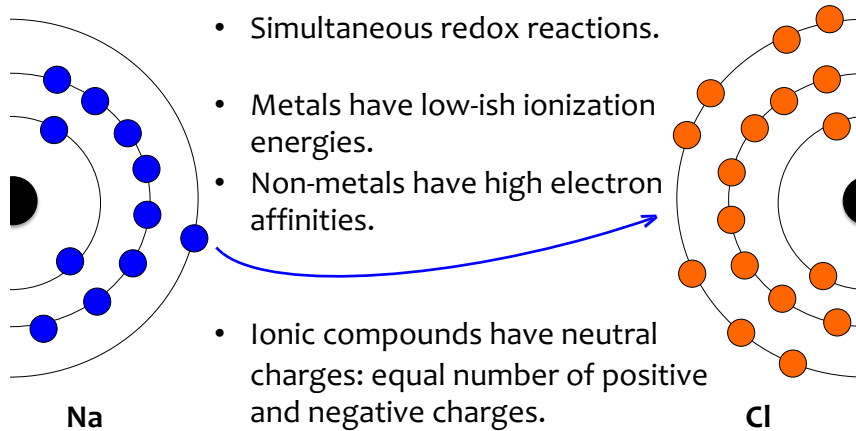 • Simultaneous redox reactions.
• Metals have low-ish ionization
energies.
• Non-metals have high electron
affinities.
• Ionic compounds have neutral
charges: equal number of positive
and negative charges.
Na
Cl